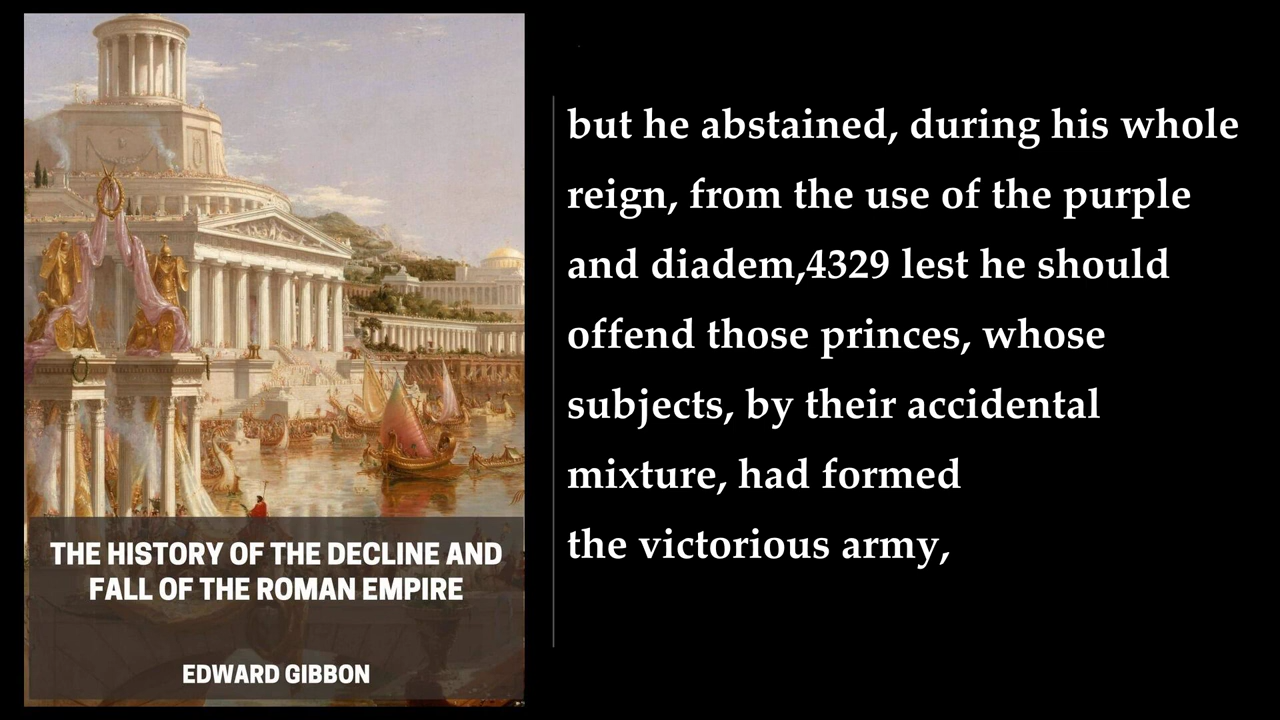 THE HISTORY OF THE DECLINE AND
FALL OF THE ROMAN EMPIRE
EDWARD GIBBON
but he abstained, during his whole
reign, from the use of the purple
and diadem,4329 lest he should
offend those princes, whose
subjects, by their accidental
mixture, had formed
the victorious army,